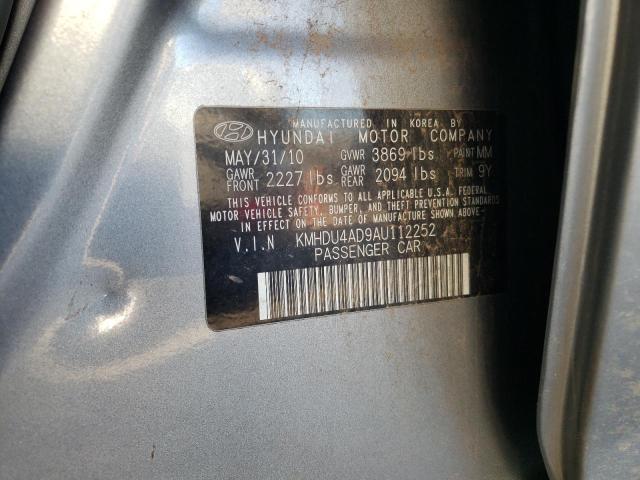 MANUFACTURED IN KOREA BY
HYUNDAI MOTOR COMPANY
MAY/31/10 GVWR 3869 lbs PAINT MM
GAWR FRONT 2227 lbs GAWR REAR 2094 lbs TRIM 9Y
THIS VEHICLE CONFORMS TO ALL APPLICABLE U.S.A. FEDERAL
MOTOR VEHICLE SAFETY, BUMPER, AND THEFT PREVENTION STANDARDS
IN EFFECT ON THE DATE OF MANUFACTURE SHOWN ABOVE.
V.I.N KMHDU4AD9AU112252
PASSENGER CAR